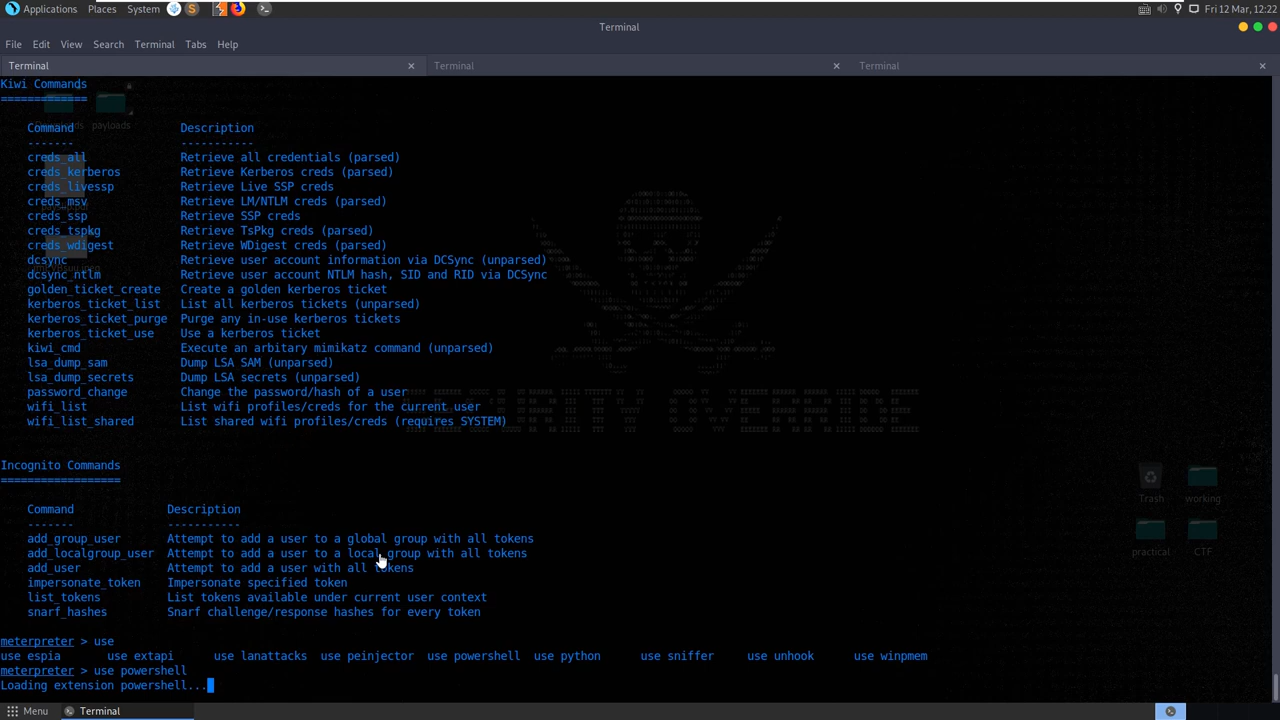 Applications Places System Fri 12 Mar, 12:22
Terminal
File Edit View Search Terminal Tabs Help
Terminal Terminal Terminal
Kiwi Commands
=============
payloads
Command Description
------- -----------
creds_all Retrieve all credentials (parsed)
creds_kerberos Retrieve Kerberos creds (parsed)
creds_livessp Retrieve Live SSP creds
creds_msv Retrieve LM/NTLM creds (parsed)
creds_ssp Retrieve SSP creds
creds_tspkg Retrieve TsPkg creds (parsed)
creds_wdigest Retrieve WDigest creds (parsed)
dcsync Retrieve user account information via DCSync (unparsed)
dcsync_ntlm Retrieve user account NTLM hash, SID and RID via DCSync
golden_ticket_create Create a golden kerberos ticket
kerberos_ticket_list List all kerberos tickets (unparsed)
kerberos_ticket_purge Purge any in-use kerberos tickets
kerberos_ticket_use Use a kerberos ticket
kiwi_cmd Execute an arbitary mimikatz command (unparsed)
lsa_dump_sam Dump LSA SAM (unparsed)
lsa_dump_secrets Dump LSA secrets (unparsed)
password_change Change the password/hash of a user
wifi_list List wifi profiles/creds for the current user
wifi_list_shared List shared wifi profiles/creds (requires SYSTEM)
Incognito Commands
==================
Command Description
------- -----------
add_group_user Attempt to add a user to a global group with all tokens
add_localgroup_user Attempt to add a user to a local group with all tokens
add_user Attempt to add a user with all tokens
impersonate_token Impersonate specified token
list_tokens List tokens available under current user context
snarf_hashes Snarf challenge/response hashes for every token
Trash working
practical CTF
meterpreter > use
use espia use extapi use lanattacks use peinjector use powershell use python use sniffer use unhook use winpmem
meterpreter > use powershell
Loading extension powershell...
Menu Terminal